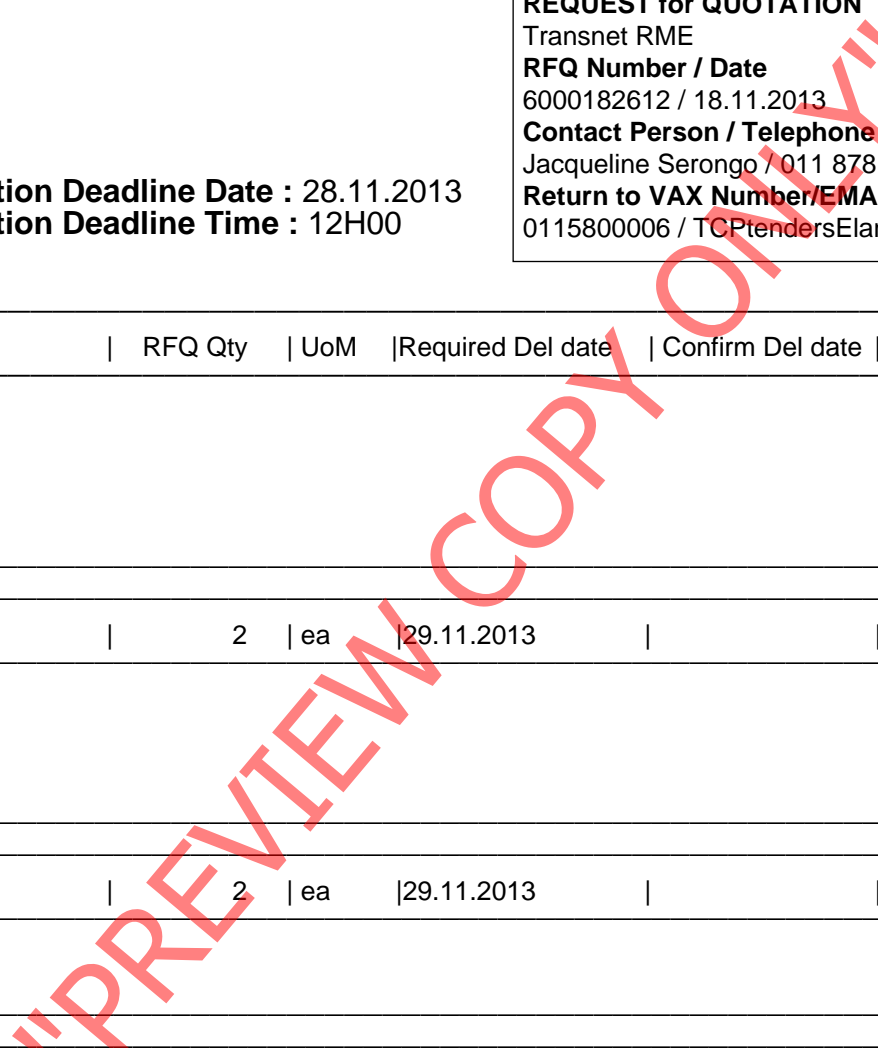 REQUEST for QUOTATION
Transnet RME
RFQ Number / Date
6000182612 / 18.11.2013
Contact Person / Telephone
Jacqueline Serongo / 011 878
Return to VAX Number/EMA
0115800006 / TCPtendersElan
tion Deadline Date : 28.11.2013
tion Deadline Time : 12H00
| RFQ Qty | UoM |Required Del date | Confirm Del date |
| 2 | ea |29.11.2013 | |
| 2 | ea |29.11.2013 | |
"PREVIEW COPY ONLY"